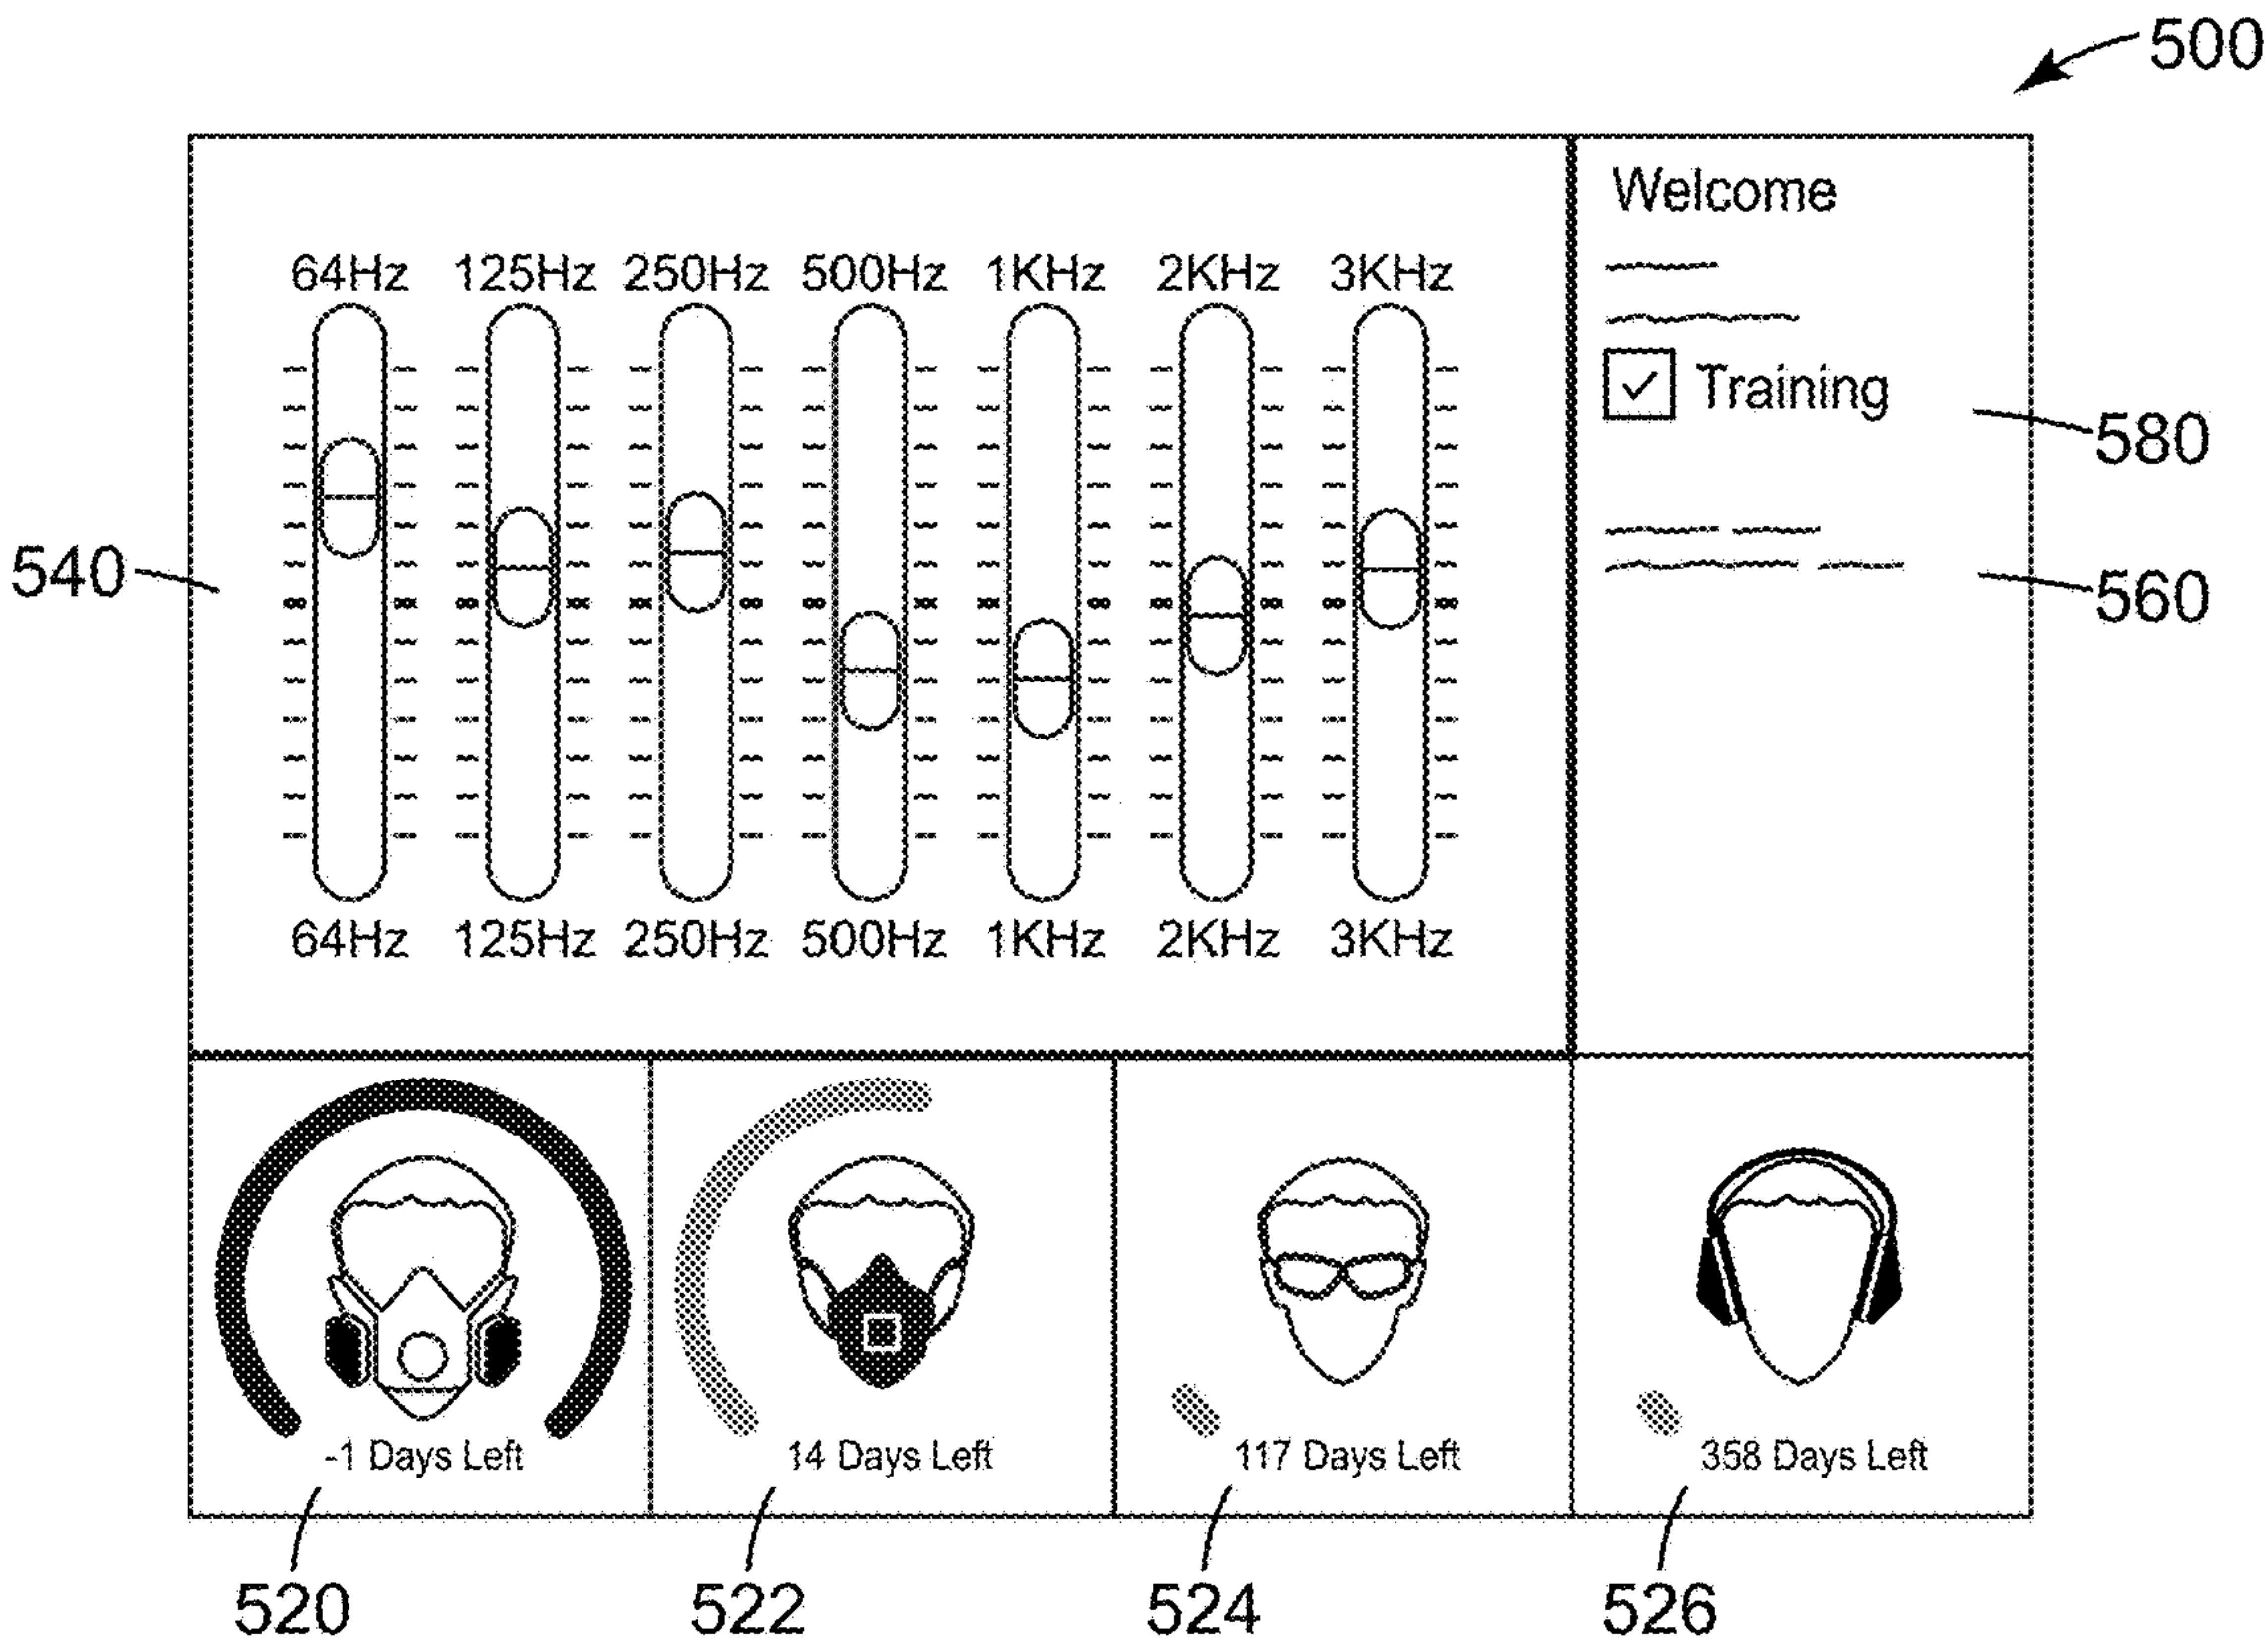 500
Welcome
64Hz 125Hz 250Hz 500Hz 1KHz 2KHz 3KHz
Training
580
540
560
64Hz 125Hz 250Hz 500Hz 1KHz 2KHz 3KHz
-1 Days Left
14 Days Left
117 Days Left
358 Days Left
520
522
524
526